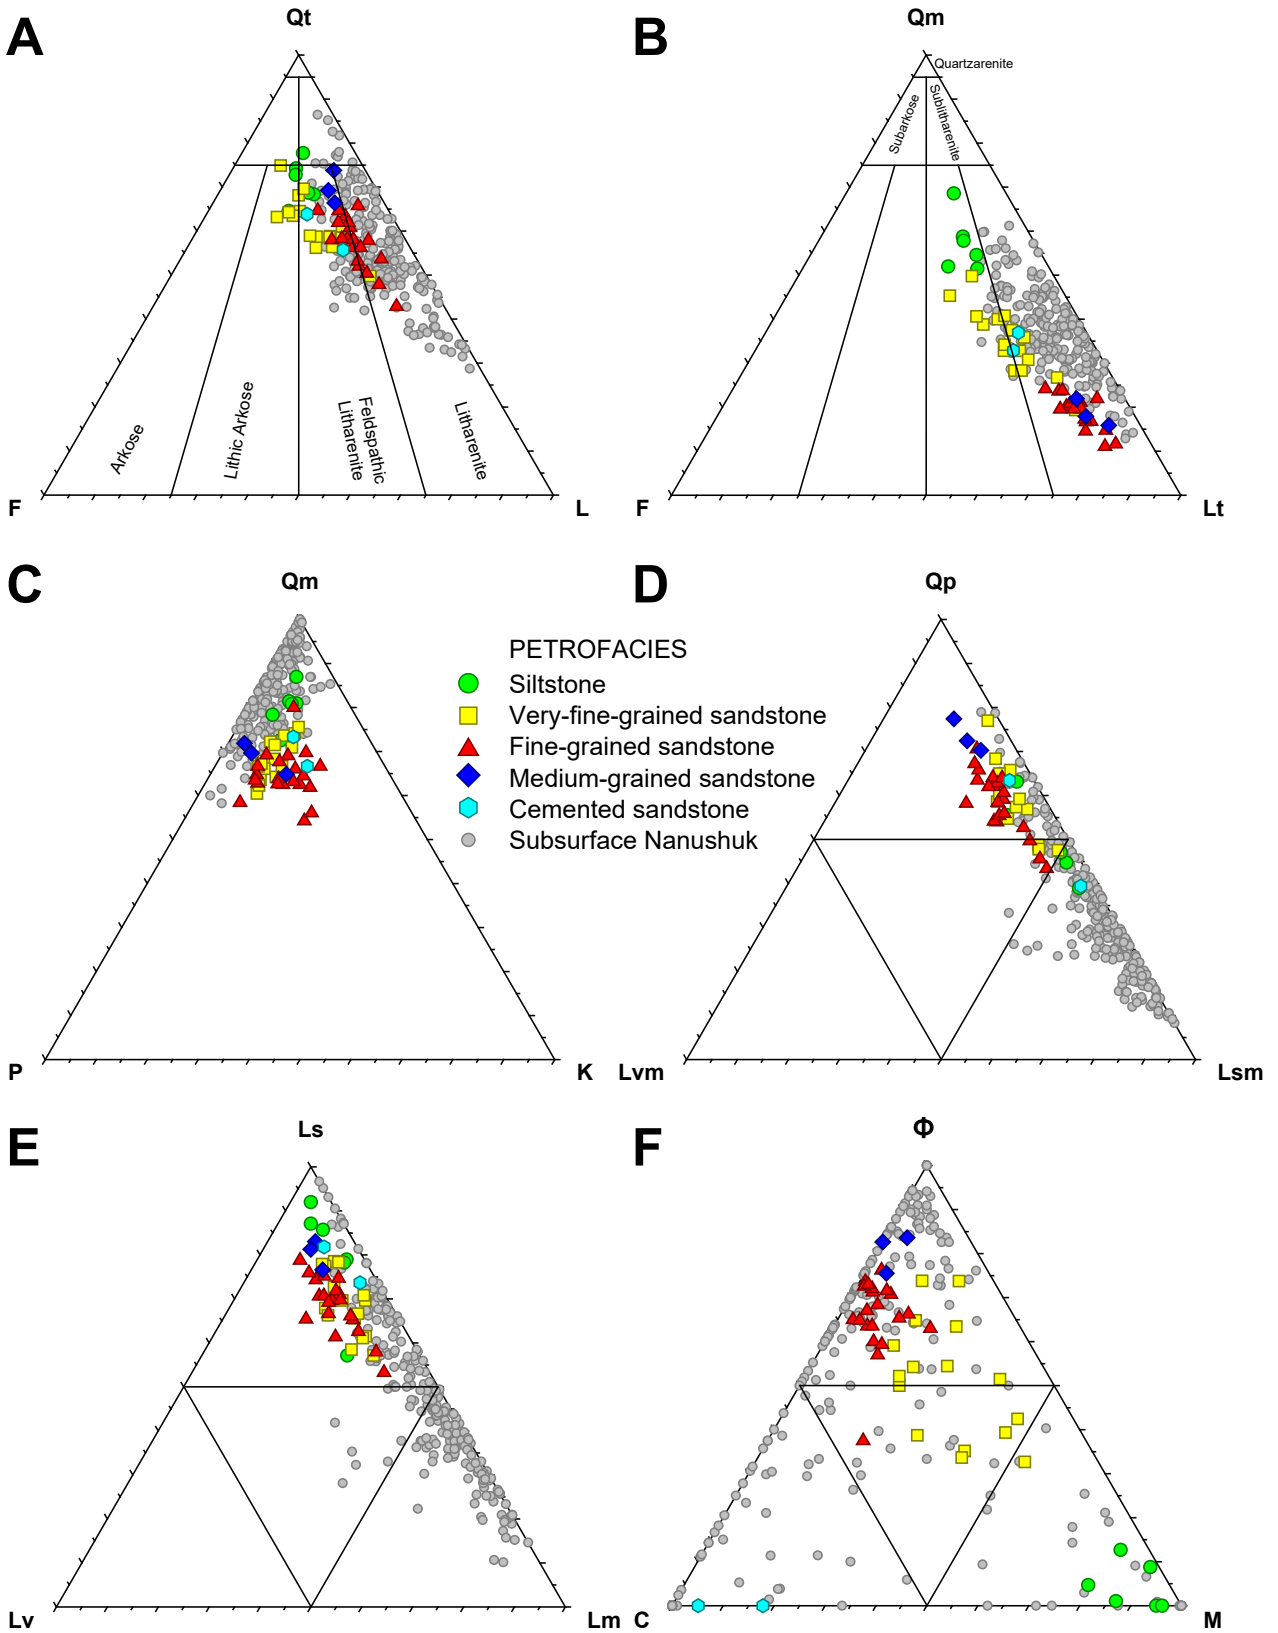 A
Qt
Arkose
Lithic Arkose
Feldspathic
Litharenite
Litharenite
F
L
B
Qm
Quartzarenite
Subarkose
Sublitharenite
F
Lt
C
Qm
P
K
PETROFACIES
Siltstone
Very-fine-grained sandstone
Fine-grained sandstone
Medium-grained sandstone
Cemented sandstone
Subsurface Nanushuk
D
Qp
Lvm
Lsm
E
Ls
Lv
Lm
F
Φ
C
M